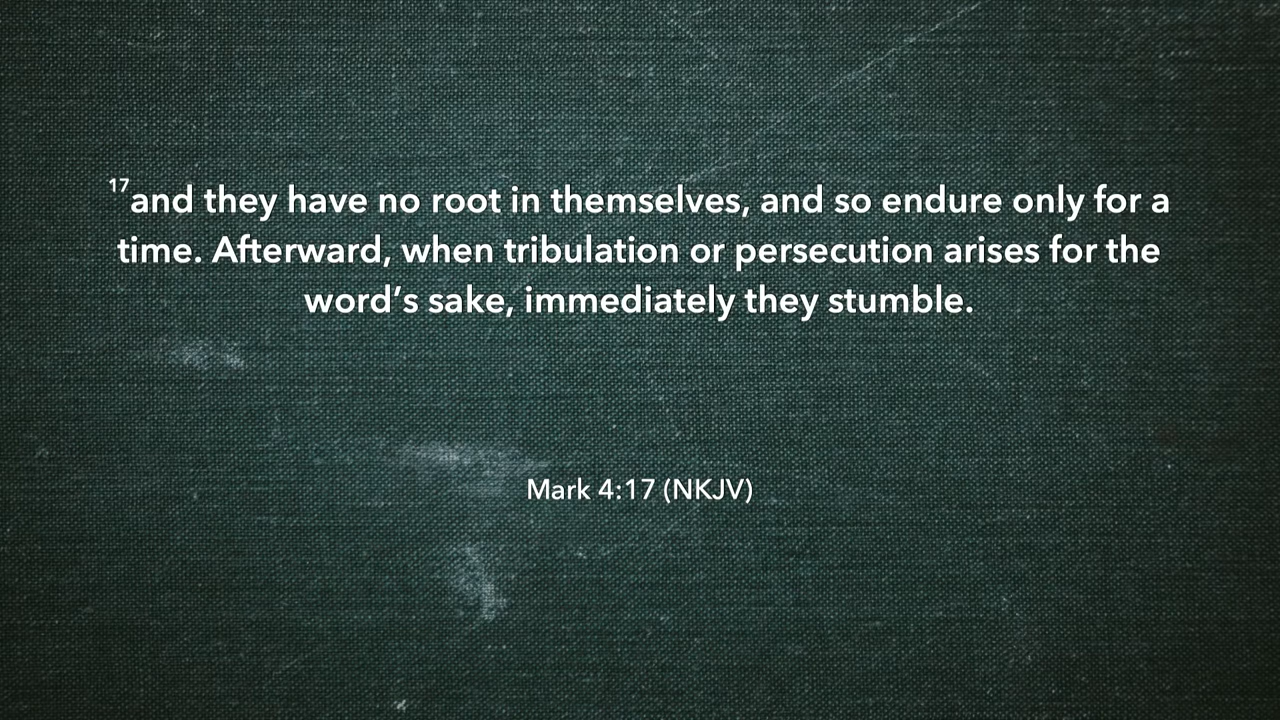 17and they have no root in themselves, and so endure only for a
time. Afterward, when tribulation or persecution arises for the
word’s sake, immediately they stumble.
Mark 4:17 (NKJV)